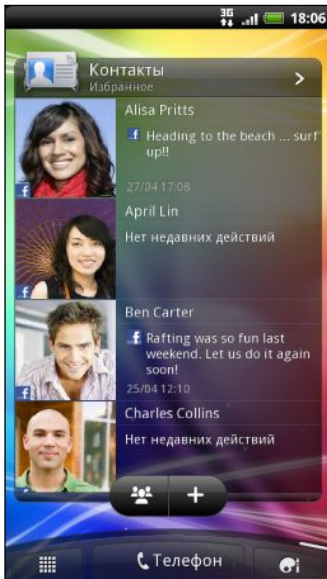 3G 18:06
Контакты
Избранное
Alisa Pritts
Heading to the beach ... surf
up!!
27/04 17:08
April Lin
Нет недавних действий
Ben Carter
Rafting was so fun last
weekend. Let us do it again
soon!
25/04 12:10
Charles Collins
Нет недавних действий
Телефон